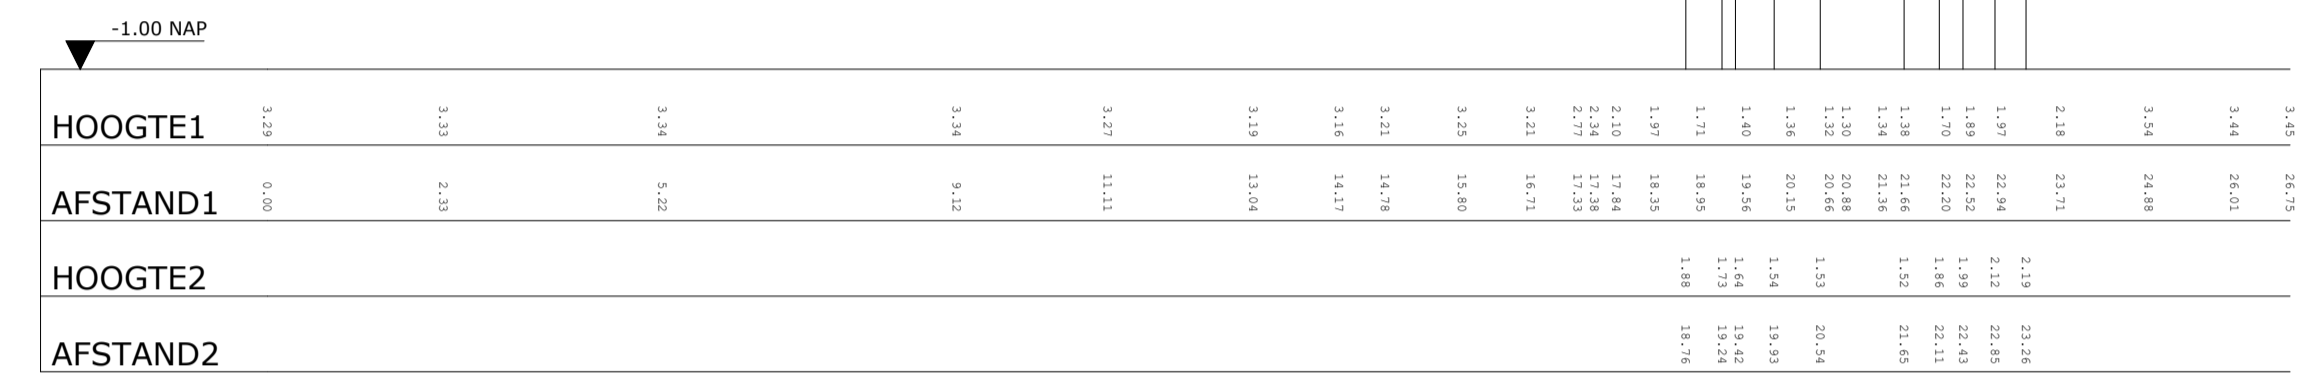 -1.00 NAP
HOOGTE1 3.29 3.33 3.34 3.34 3.27 3.19 3.16 3.21 3.25 3.21 2.77 2.34 2.10 1.97 1.71 1.40 1.36 1.32 1.30 1.34 1.38 1.70 1.89 1.97 2.18 3.54 3.44 3.45
AFSTAND1 0.00 2.33 5.22 9.12 11.11 13.04 14.17 14.78 15.80 16.71 17.33 17.38 17.84 18.35 18.95 19.56 20.15 20.66 20.88 21.36 21.66 22.20 22.52 22.94 23.71 24.88 26.01 26.75
HOOGTE2 1.88 1.73 1.64 1.54 1.53 1.52 1.86 1.99 2.12 2.19
AFSTAND2 18.76 19.24 19.42 19.93 20.54 21.65 22.11 22.43 22.85 23.26